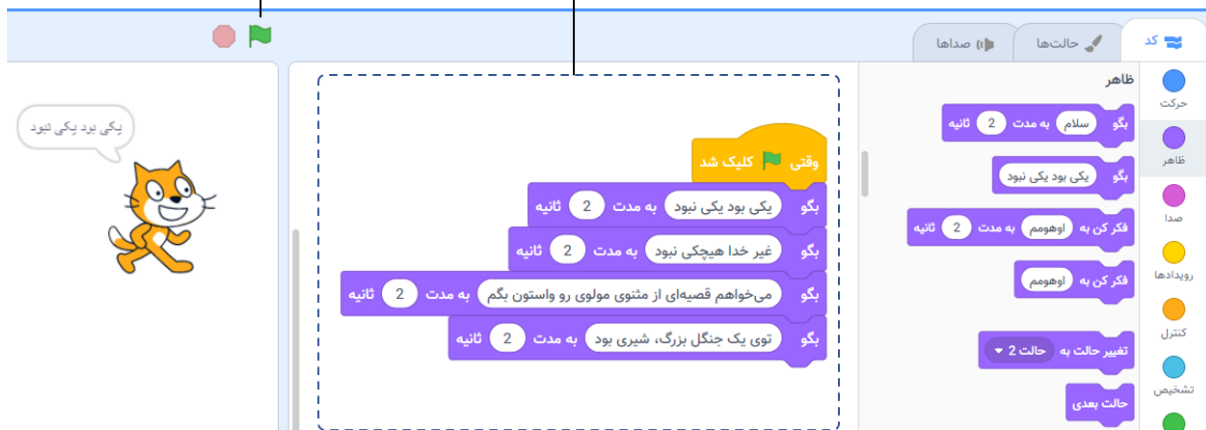 کد
حالت‌ها
صداها
حرکت
ظاهر
صدا
رویدادها
کنترل
تشخیص
ظاهر
بگو سلام به مدت 2 ثانیه
بگو یکی بود یکی نبود
فکر کن به اوهومم به مدت 2 ثانیه
فکر کن به اوهومم
تغییر حالت به حالت 2
حالت بعدی
وقتی کلیک شد
بگو یکی بود یکی نبود به مدت 2 ثانیه
بگو غیر خدا هیچکی نبود به مدت 2 ثانیه
بگو می‌خواهم قصیه‌ای از مثنوی مولوی رو واستون بگم به مدت 2 ثانیه
بگو توی یک جنگل بزرگ، شیری بود به مدت 2 ثانیه
یکی برد یکی نبود